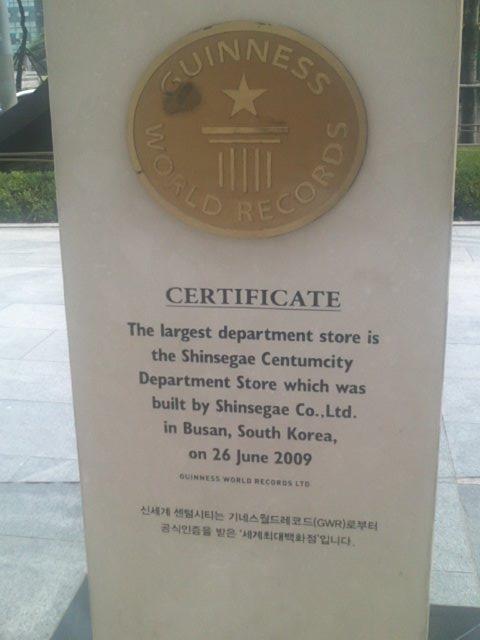 GUINNESS
WORLD RECORDS
CERTIFICATE
The largest department store is
the Shinsegae Centumcity
Department Store which was
built by Shinsegae Co.,Ltd.
in Busan, South Korea,
on 26 June 2009
GUINNESS WORLD RECORDS LTD
신세계 센텀시티는 기네스월드레코드(GWR)로부터
공식인증을 받은 '세계최대백화점'입니다.